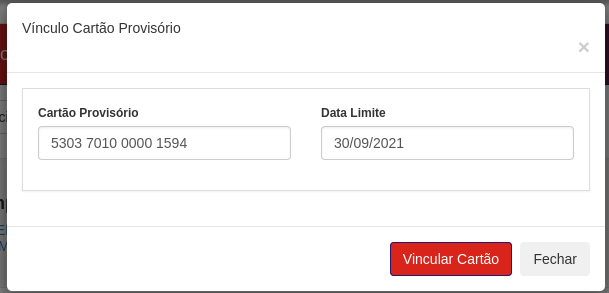 Vínculo Cartão Provisório
×
Cartão Provisório
Data Limite
5303 7010 0000 1594
30/09/2021
Vincular Cartão
Fechar